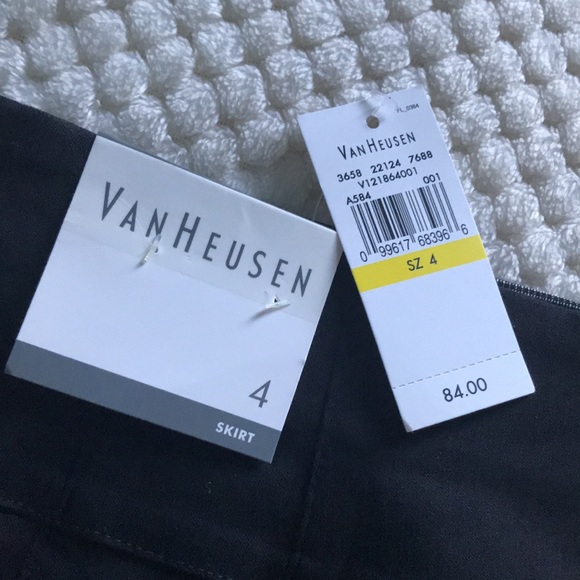 VANHEUSEN
4
SKIRT
VANHEUSEN
3658 22124 7688
V121864001
A584 001
0 99617 68396 6
SZ 4
84.00